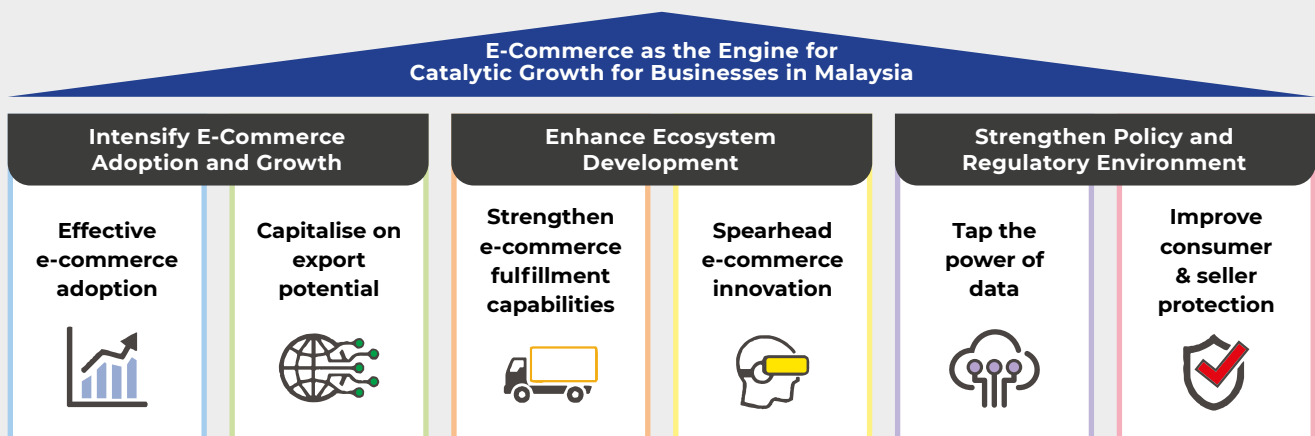 E-Commerce as the Engine for
Catalytic Growth for Businesses in Malaysia
Intensify E-Commerce
Adoption and Growth
Enhance Ecosystem
Development
Strengthen Policy and
Regulatory Environment
Effective
e-commerce
adoption
Capitalise on
export
potential
Strengthen
e-commerce
fulfillment
capabilities
Spearhead
e-commerce
innovation
Tap the
power of
data
Improve
consumer
& seller
protection